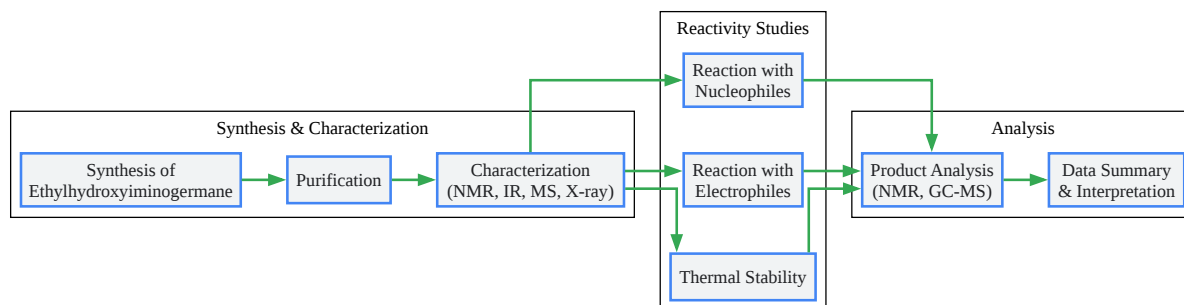 Synthesis & Characterization
Synthesis of
Ethylhydroxyiminogermane
Purification
Characterization
(NMR, IR, MS, X-ray)
Reactivity Studies
Reaction with
Nucleophiles
Reaction with
Electrophiles
Thermal Stability
Analysis
Product Analysis
(NMR, GC-MS)
Data Summary
& Interpretation